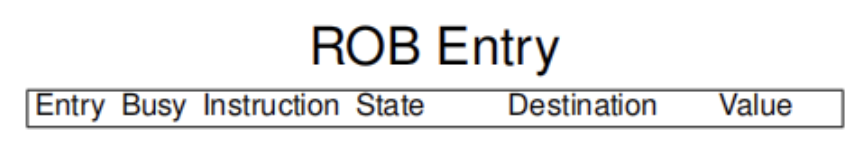 ROB Entry
Entry Busy Instruction State Destination Value